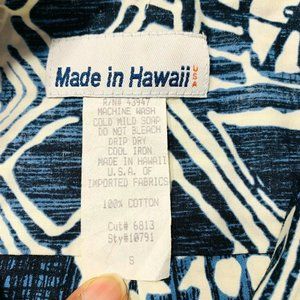 Made in Hawaii USA
R/N# 43947
MACHINE WASH
COLD MILD SOAP
DO NOT BLEACH
DRIP DRY
COOL IRON
MADE IN HAWAII
U.S.A. OF
IMPORTED FABRICS
100% COTTON
Cut# 6813
Sty#10791
S